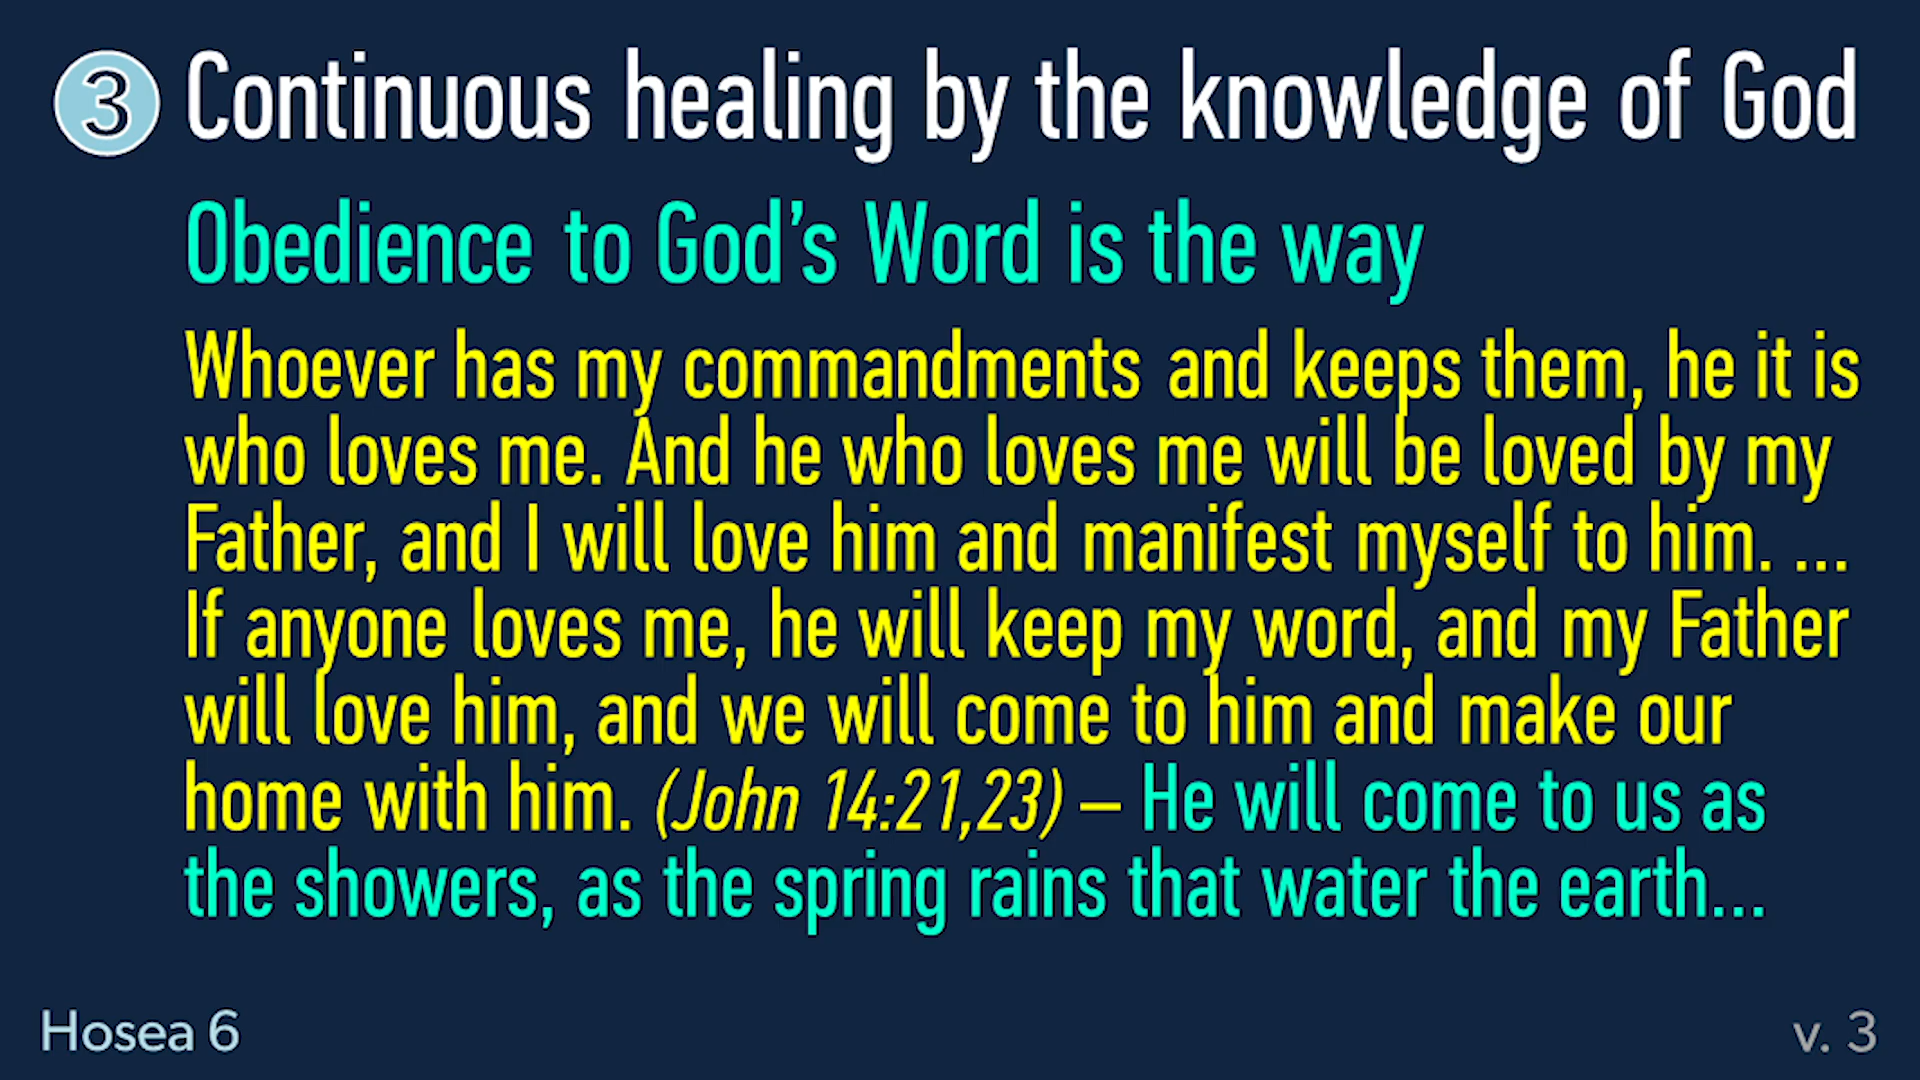 3 Continuous healing by the knowledge of God
Obedience to God's Word is the way
Whoever has my commandments and keeps them, he it is
who loves me. And he who loves me will be loved by my
Father, and I will love him and manifest myself to him. ...
If anyone loves me, he will keep my word, and my Father
will love him, and we will come to him and make our
home with him. (John 14:21,23) – He will come to us as
the showers, as the spring rains that water the earth...
Hosea 6
v. 3